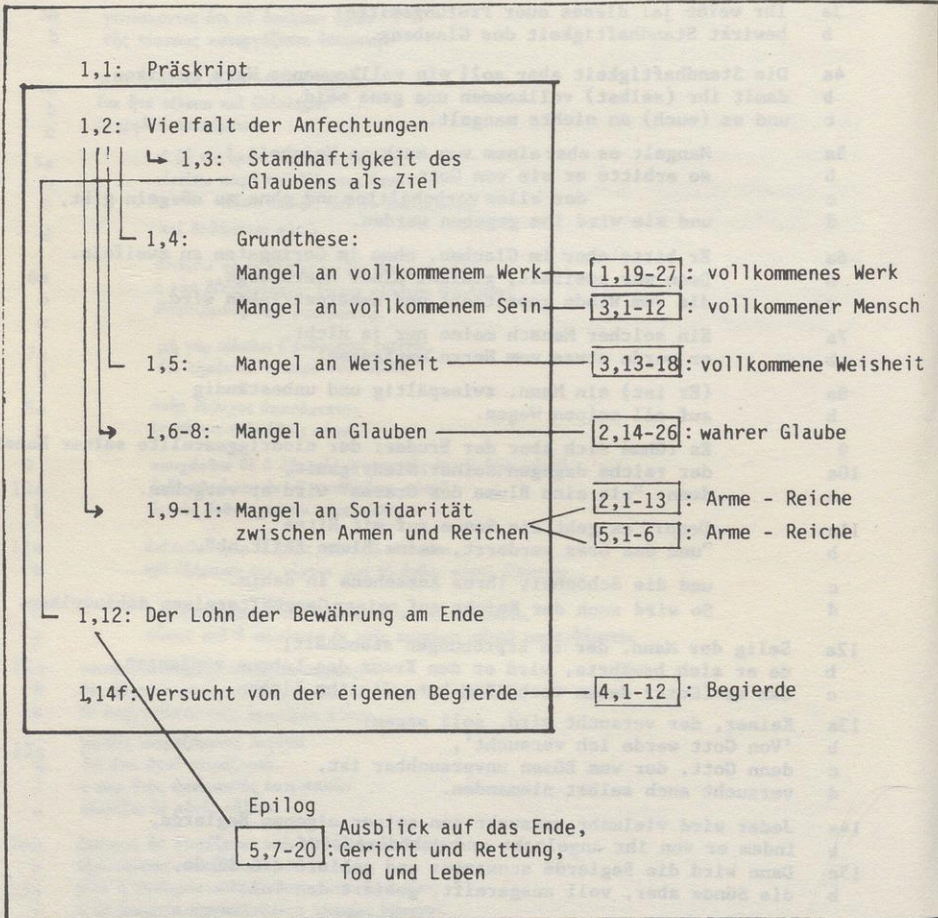 1,1: Präskript
1,2: Vielfalt der Anfechtungen
1,3: Standhaftigkeit des
Glaubens als Ziel
1,4: Grundthese:
Mangel an vollkommenem Werk 1,19-27: vollkommenes Werk
Mangel an vollkommenem Sein 3,1-12: vollkommener Mensch
1,5: Mangel an Weisheit 3,13-18: vollkommene Weisheit
1,6-8: Mangel an Glauben 2,14-26: wahrer Glaube
1,9-11: Mangel an Solidarität 2,1-13: Arme - Reiche
zwischen Armen und Reichen 5,1-6: Arme - Reiche
1,12: Der Lohn der Bewährung am Ende
1,14f: Versucht von der eigenen Begierde 4,1-12: Begierde
Epilog
Ausblick auf das Ende,
5,7-20: Gericht und Rettung,
Tod und Leben